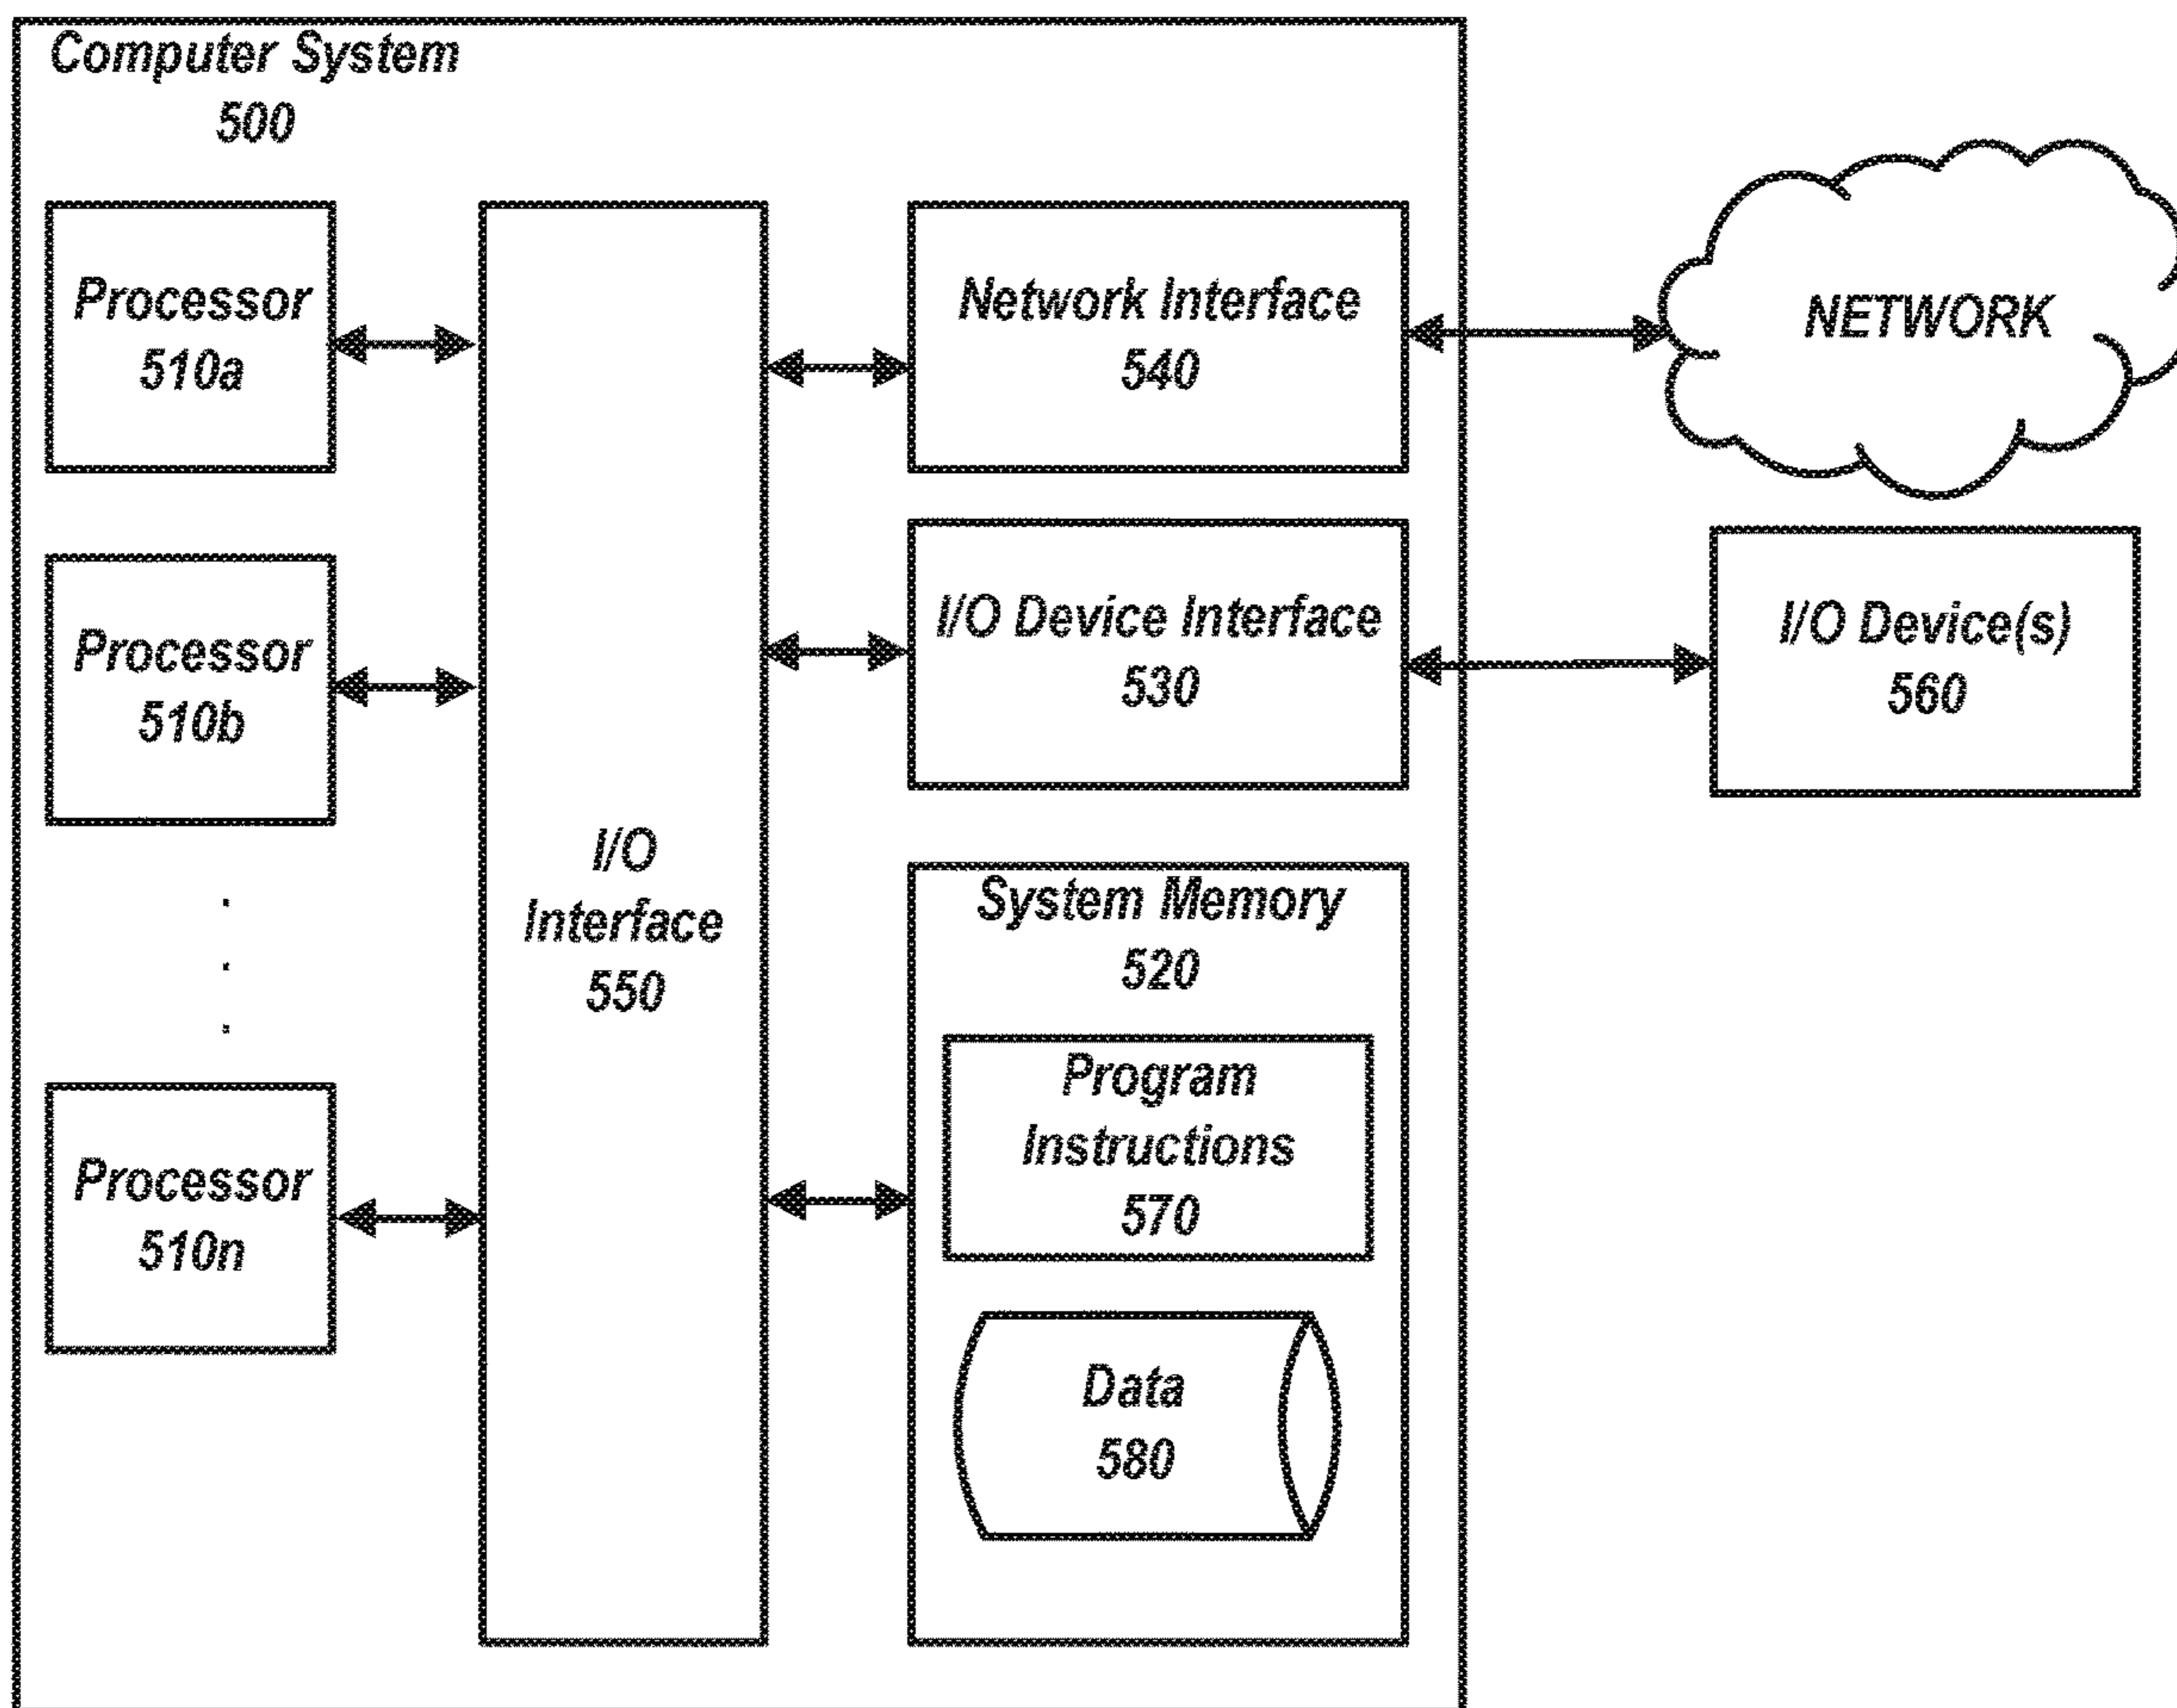 Computer System
500
Processor
510a
Processor
510b
.
.
.
Processor
510n
I/O
Interface
550
Network Interface
540
I/O Device Interface
530
System Memory
520
Program
Instructions
570
Data
580
NETWORK
I/O Device(s)
560